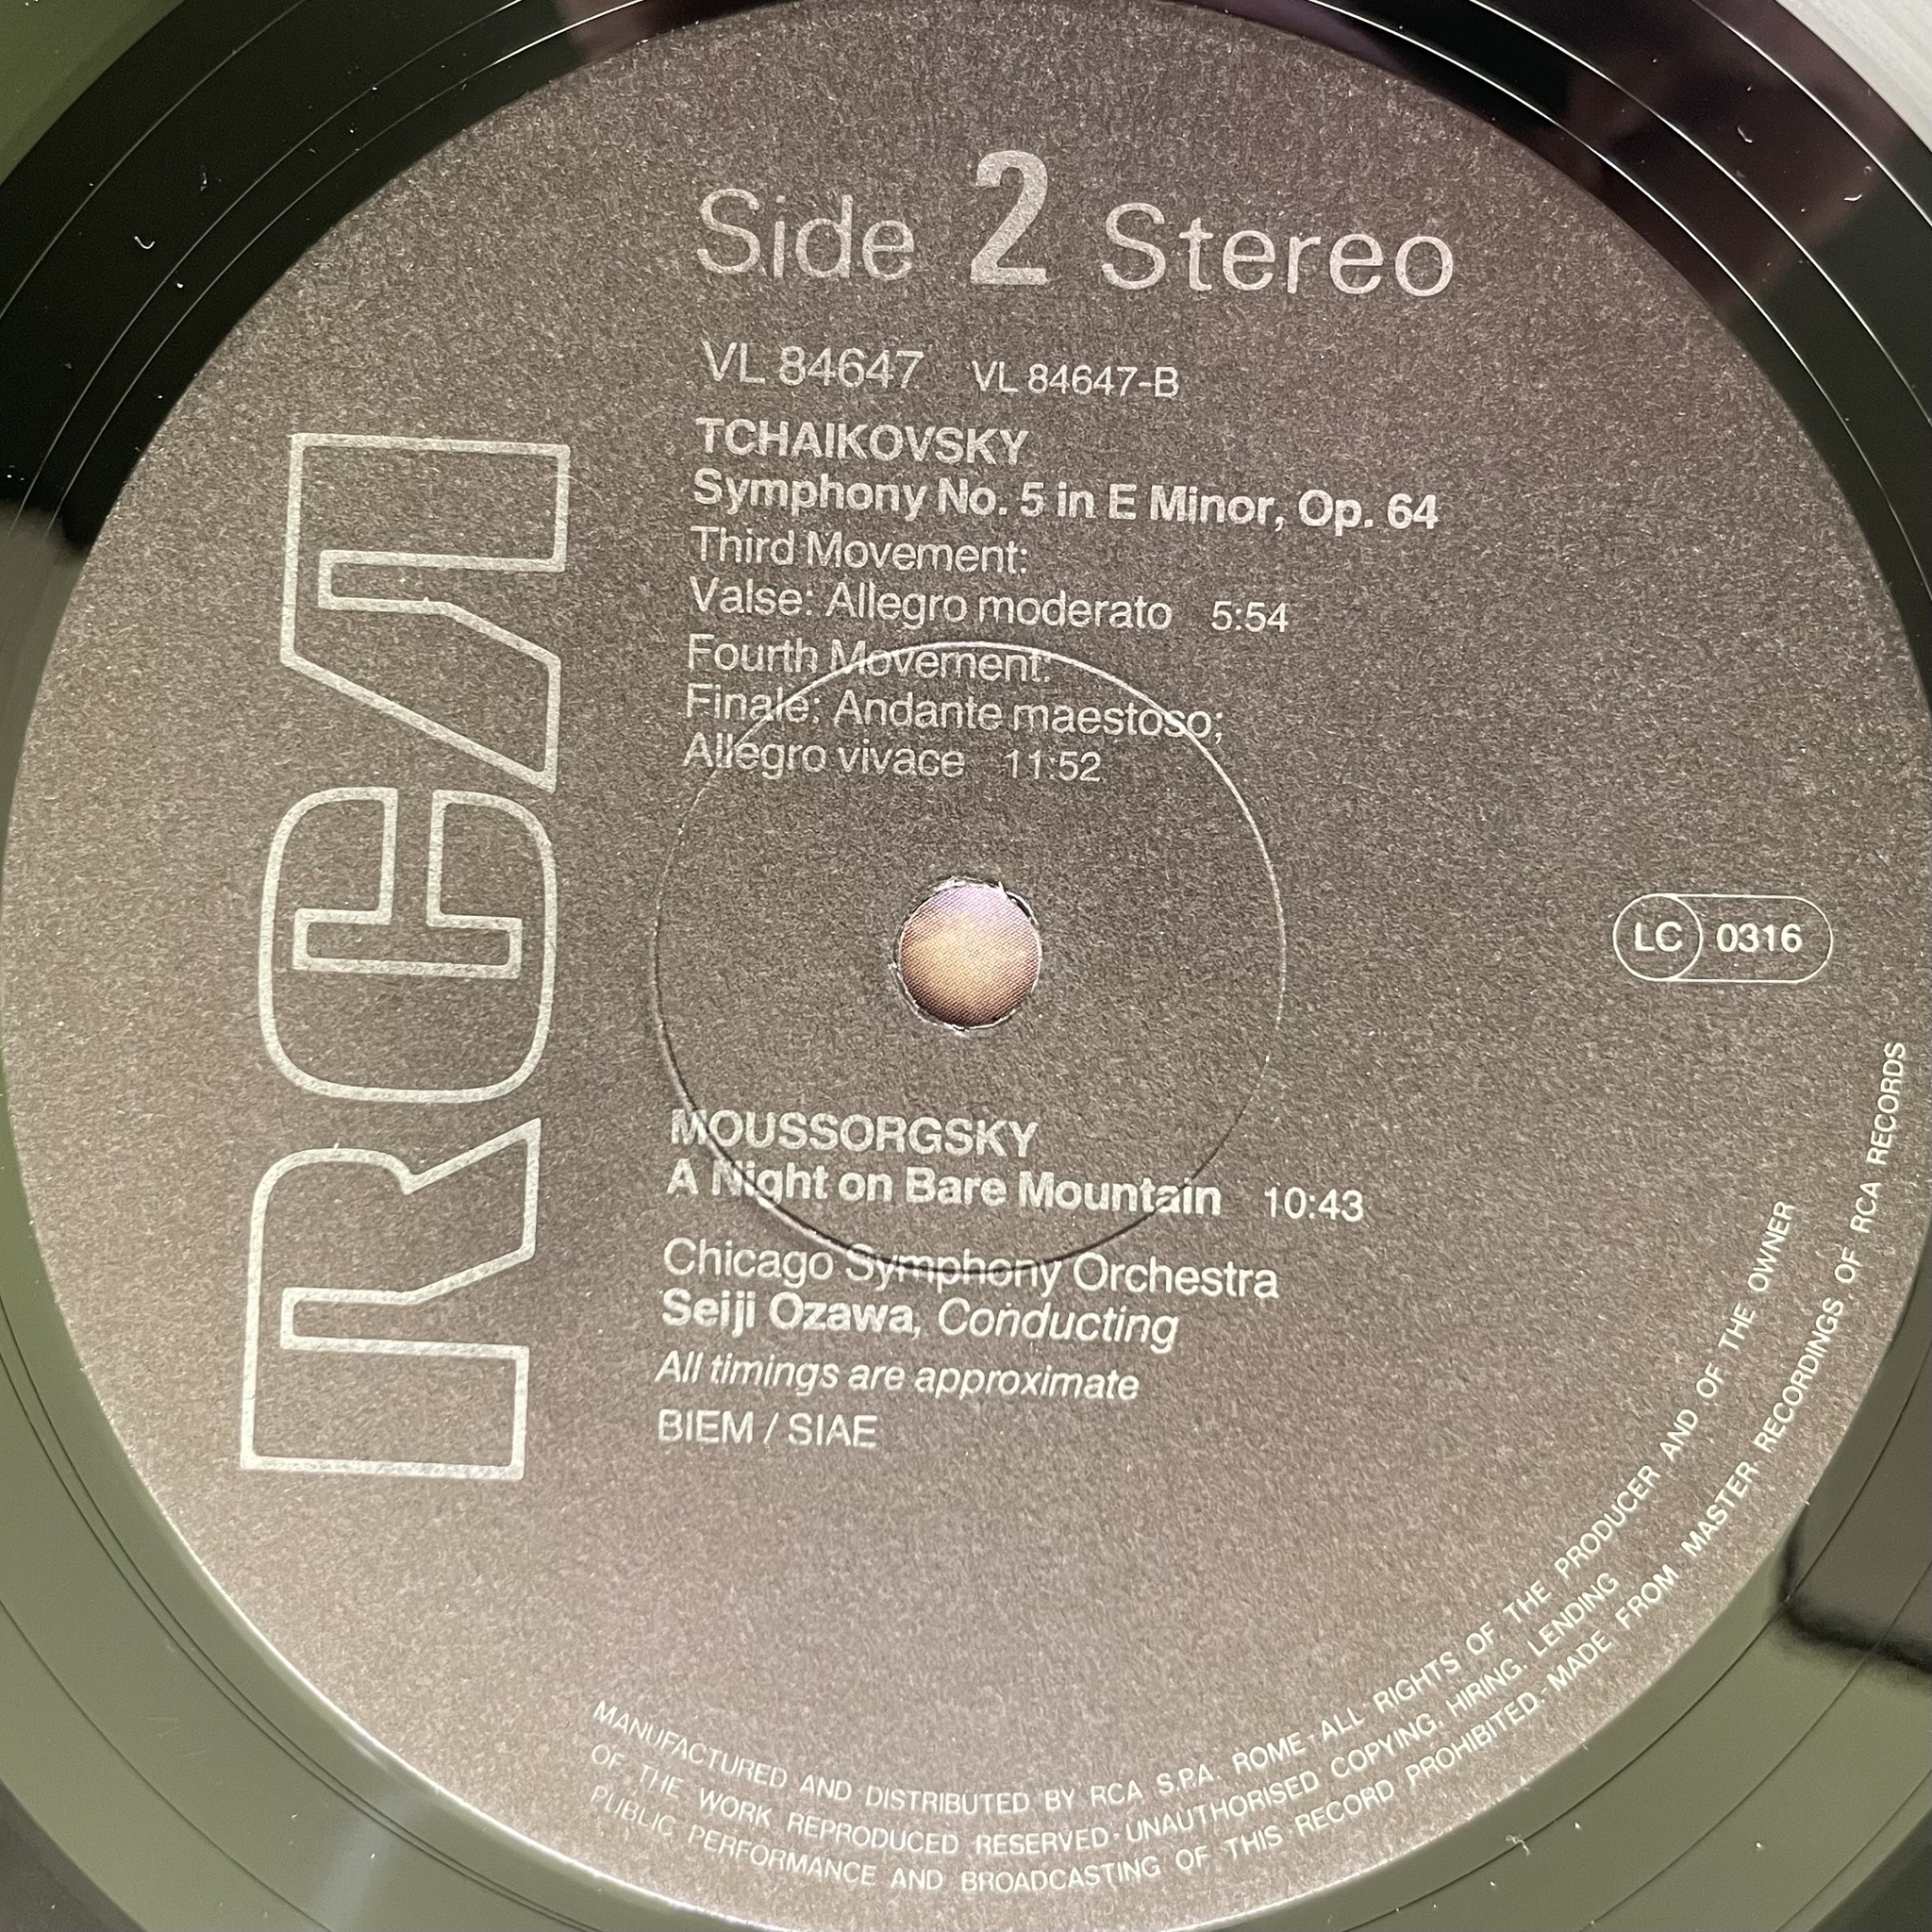 Side 2 Stereo
VL 84647 VL 84647-B
TCHAIKOVSKY
Symphony No. 5 in E Minor, Op. 64
Third Movement:
Valse: Allegro moderato 5:54
Fourth Movement:
Finale: Andante maestoso;
Allegro vivace 11:52
RCA
LC 0316
MOUSSORGSKY
A Night on Bare Mountain 10:43
Chicago Symphony Orchestra
Seiji Ozawa, Conducting
All timings are approximate
BIEM / SIAE
MANUFACTURED AND DISTRIBUTED BY RCA S.P.A. ROME - ALL RIGHTS OF THE PRODUCER AND OF THE OWNER
OF THE WORK REPRODUCED RESERVED - UNAUTHORISED COPYING, HIRING, LENDING
PUBLIC PERFORMANCE AND BROADCASTING OF THIS RECORD PROHIBITED.- MADE FROM MASTER RECORDINGS OF RCA RECORDS